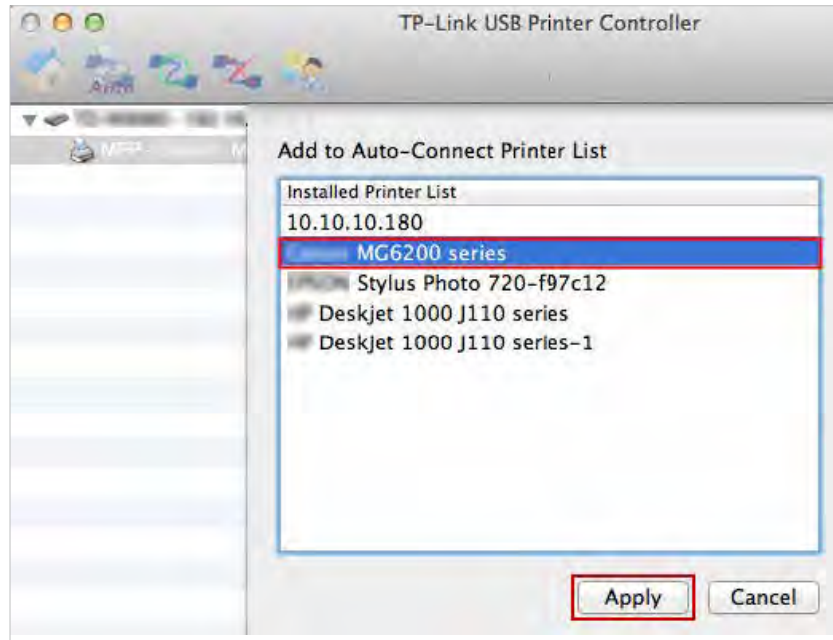 TP-Link USB Printer Controller
Auto
Add to Auto-Connect Printer List
Installed Printer List
10.10.10.180
MG6200 series
Stylus Photo 720-f97c12
Deskjet 1000 J110 series
Deskjet 1000 J110 series-1
Apply
Cancel